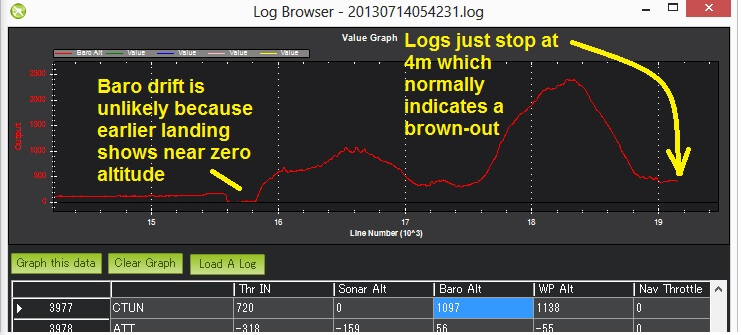 Log Browser - 20130714054231.log
Value Graph
Baro Alt Value Value Value Value
Logs just stop at
4m which
normally
indicates a
brown-out
Baro drift is
unlikely because
earlier landing
shows near zero
altitude
Output
2500
2000
1500
1000
500
0
15 16 17 18 19
Line Number (10^3)
Graph this data Clear Graph Load A Log
Thr IN Sonar Alt Baro Alt WP Alt Nav Throttle
3977 CTUN 720 0 1097 1138 0
3978 ATT -318 -159 56 -55 0